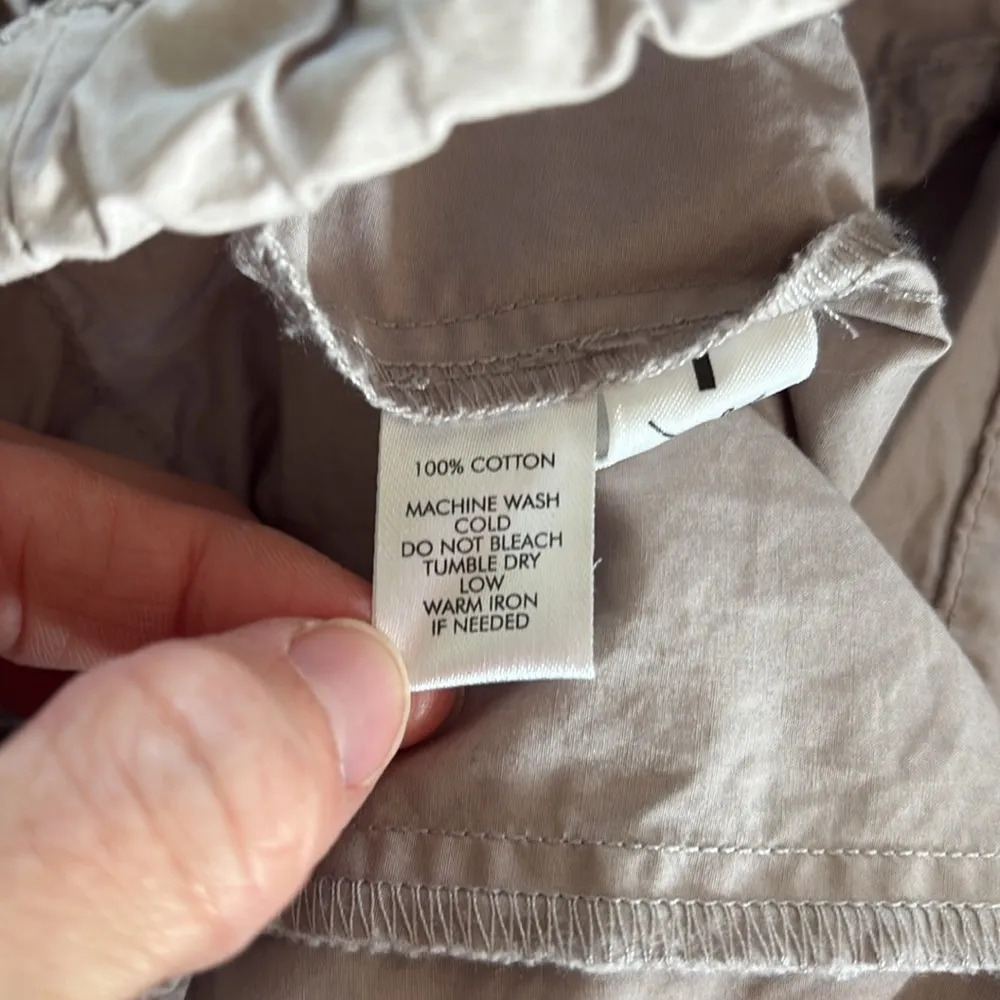 100% COTTON
MACHINE WASH
COLD
DO NOT BLEACH
TUMBLE DRY
LOW
WARM IRON
IF NEEDED